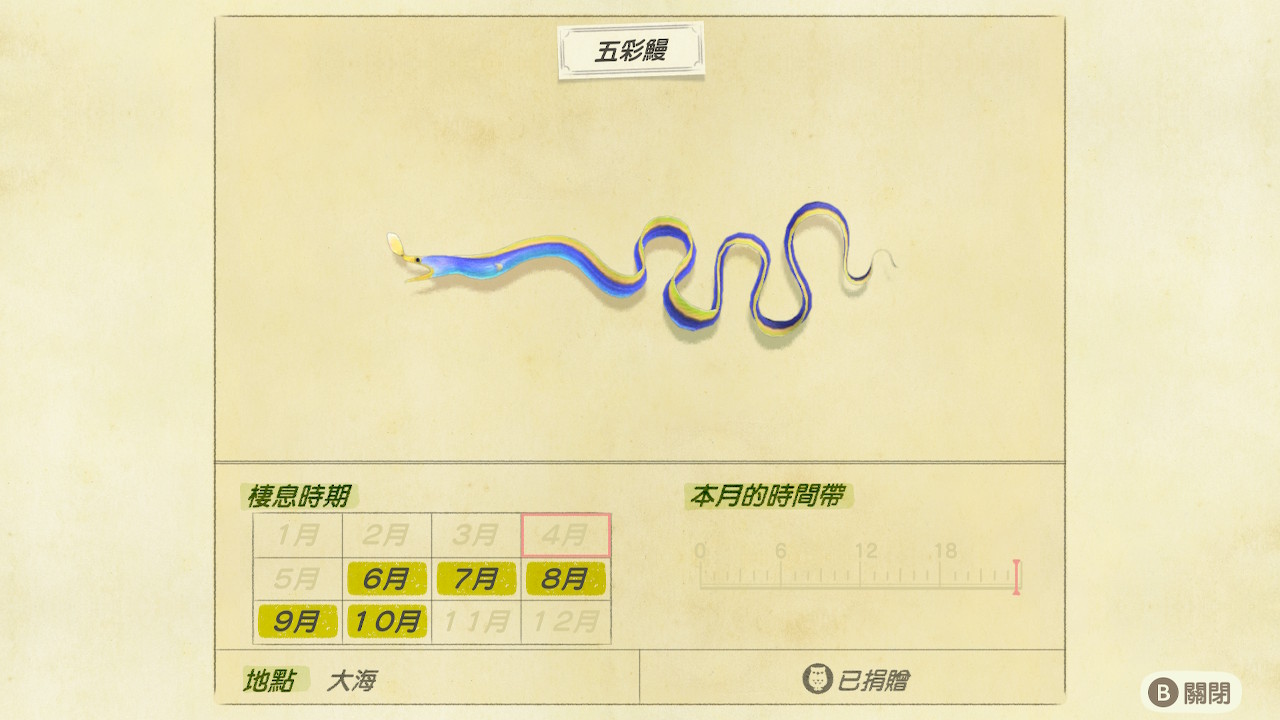 五彩鰻
棲息時期
1月 2月 3月 4月
5月 6月 7月 8月
9月 10月 11月 12月
本月的時間帶
0 6 12 18
地點 大海
已捐贈
B 關閉